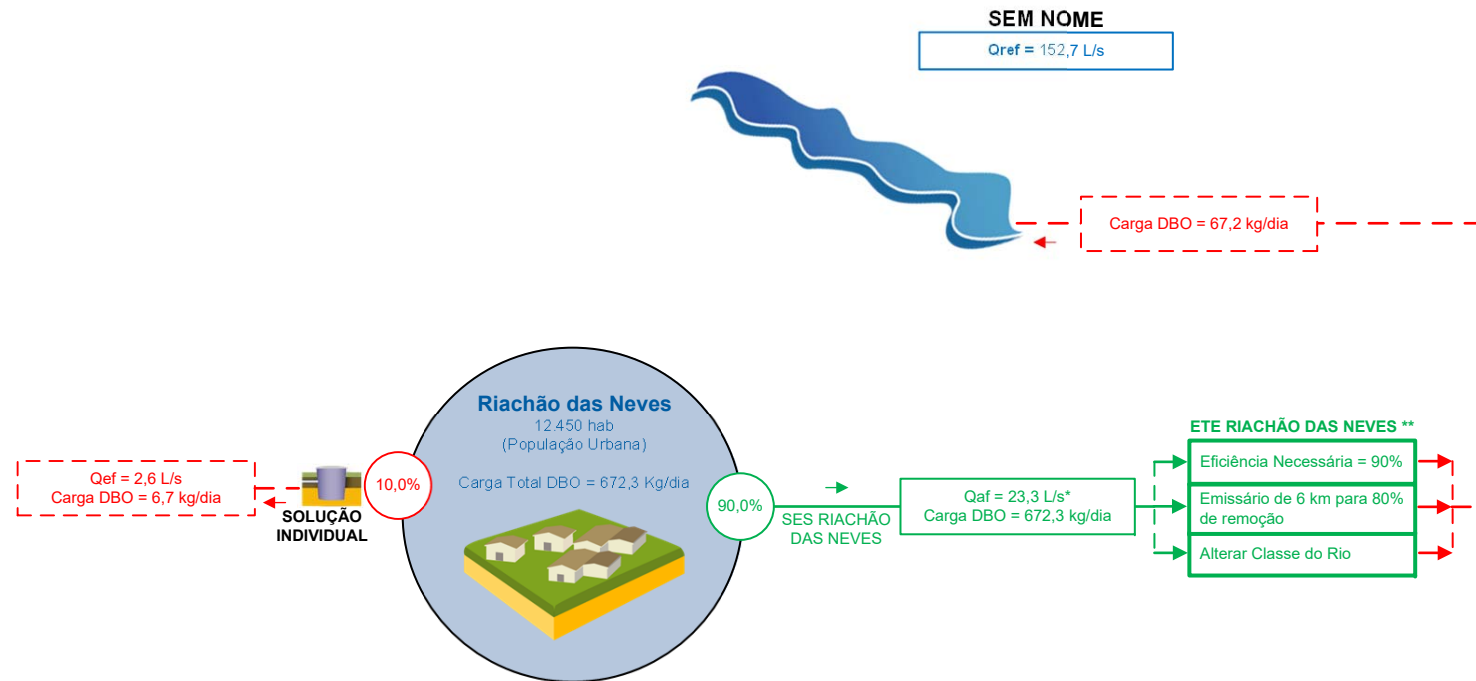 SEM NOME
Qref = 152,7 L/s
Carga DBO = 67,2 kg/dia
Riachão das Neves
12.450 hab
(População Urbana)
Carga Total DBO = 672,3 Kg/dia
Qef = 2,6 L/s
Carga DBO = 6,7 kg/dia
SOLUÇÃO
INDIVIDUAL
10,0%
90,0%
SES RIACHÃO
DAS NEVES
Qaf = 23,3 L/s*
Carga DBO = 672,3 kg/dia
ETE RIACHÃO DAS NEVES **
Eficiência Necessária = 90%
Emissário de 6 km para 80%
de remoção
Alterar Classe do Rio